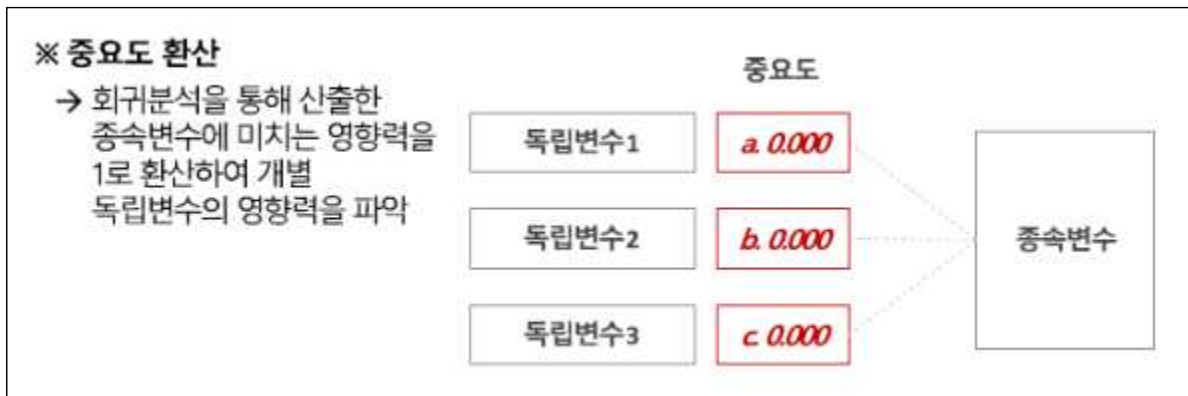 ※ 중요도 환산
→ 회귀분석을 통해 산출한
종속변수에 미치는 영향력을
1로 환산하여 개별
독립변수의 영향력을 파악
중요도
독립변수1
a. 0.000
독립변수2
b. 0.000
독립변수3
c. 0.000
종속변수